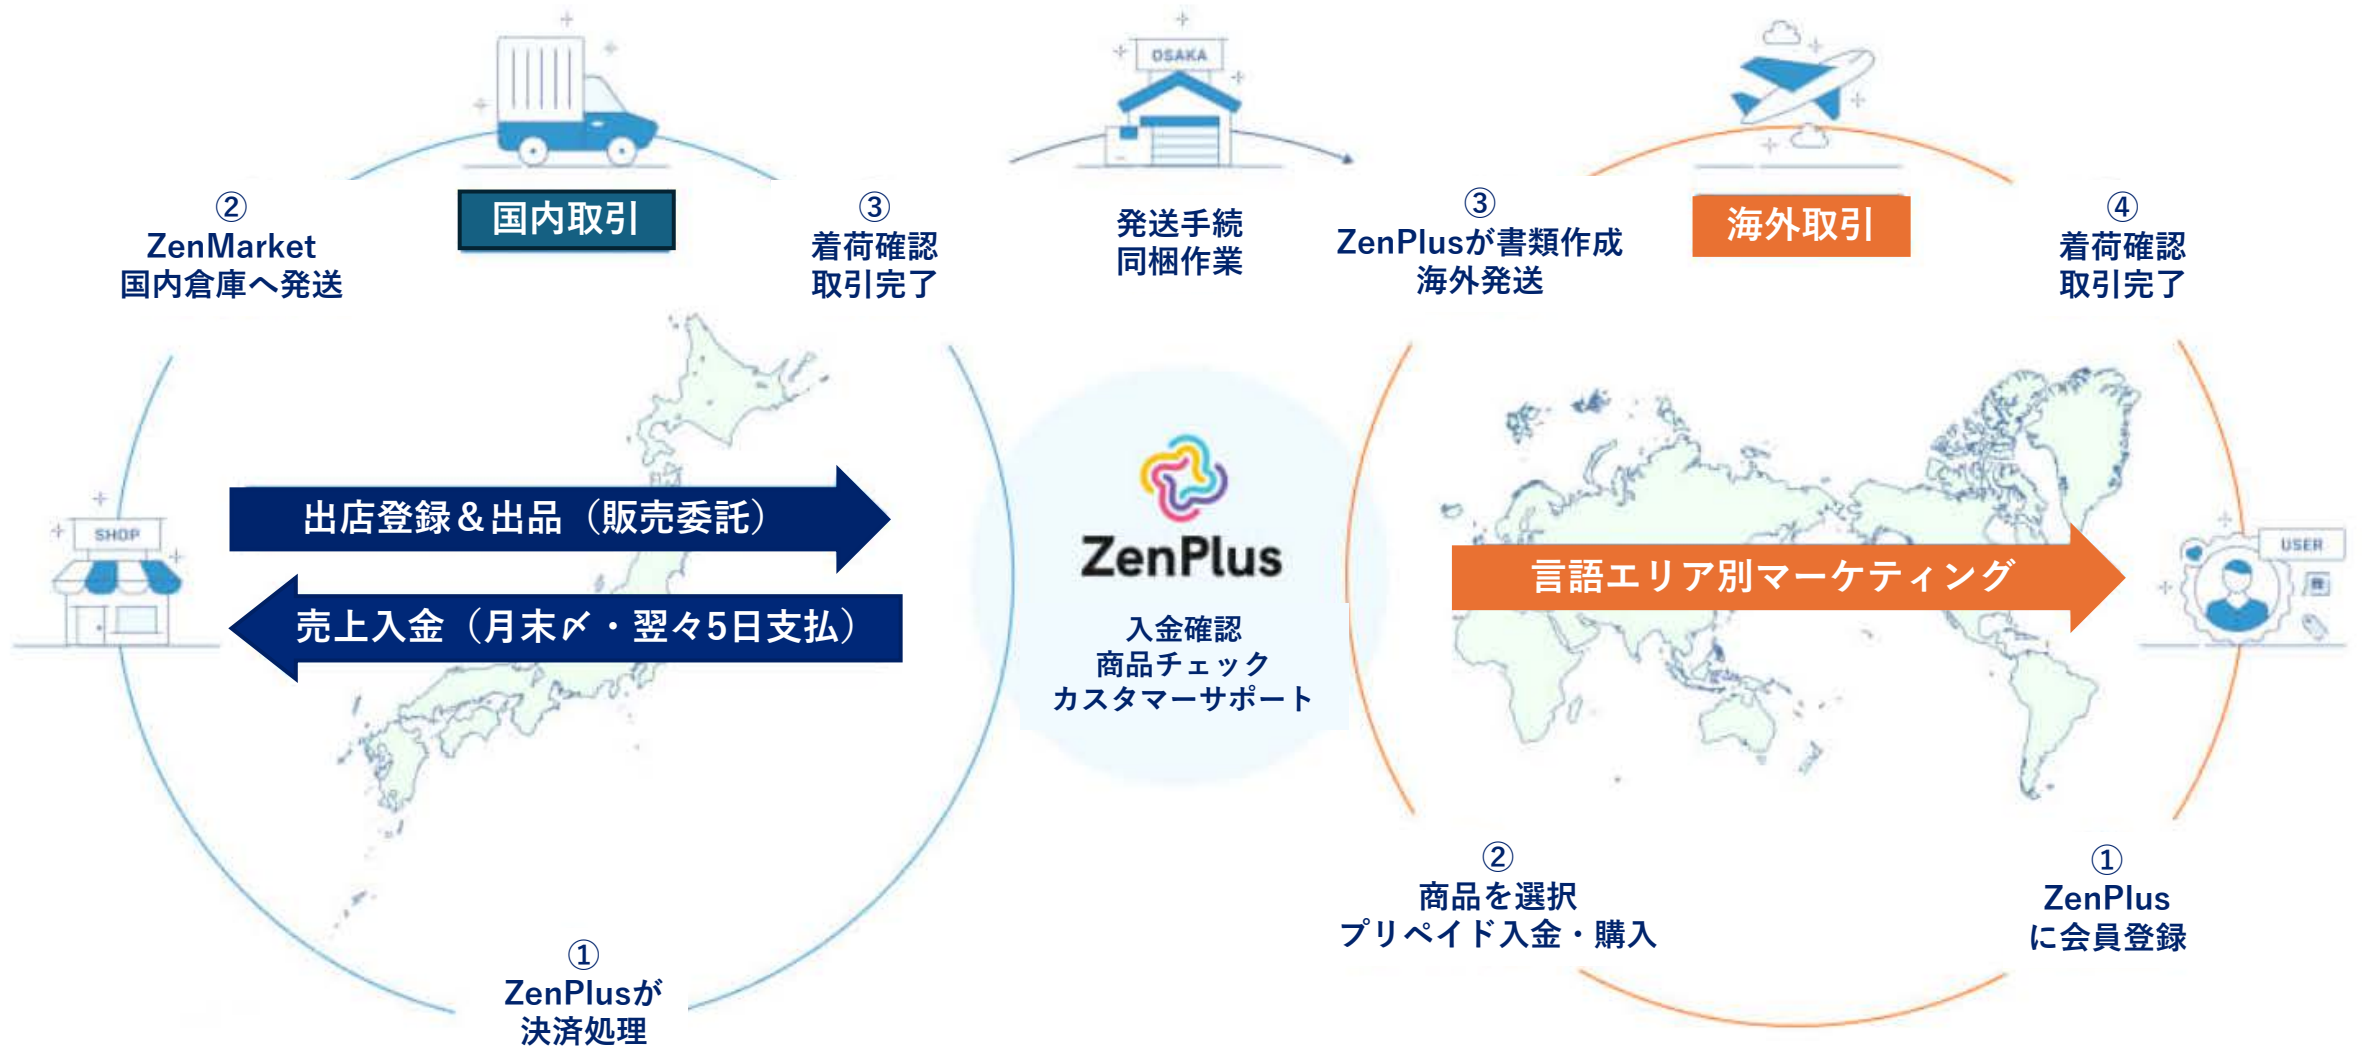 OSAKA
②
ZenMarket
国内倉庫へ発送
国内取引
③
着荷確認
取引完了
発送手続
同梱作業
③
ZenPlusが書類作成
海外発送
海外取引
④
着荷確認
取引完了
SHOP
出店登録＆出品（販売委託）
売上入金（月末〆・翌々5日支払）
ZenPlus
入金確認
商品チェック
カスタマーサポート
言語エリア別マーケティング
USER
①
ZenPlusが
決済処理
②
商品を選択
プリペイド入金・購入
①
ZenPlus
に会員登録